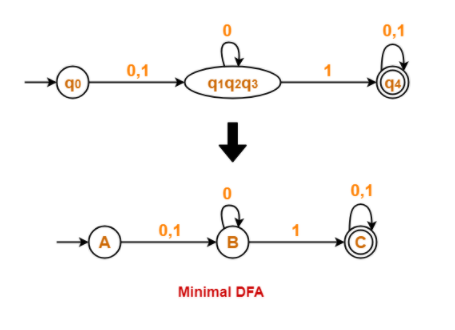 0 0,1
q0 0,1 q1q2q3 1 q4
0 0,1
A 0,1 B 1 C
Minimal DFA